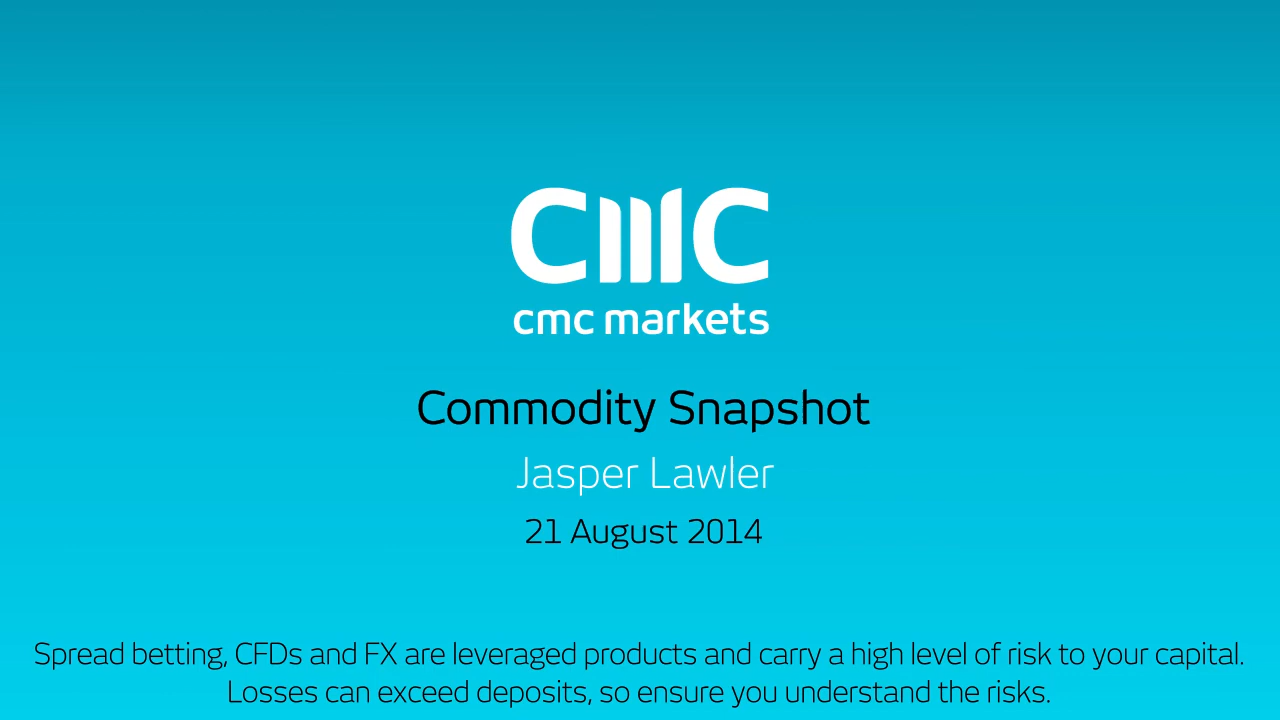 CMC
cmc markets
Commodity Snapshot
Jasper Lawler
21 August 2014
Spread betting, CFDs and FX are leveraged products and carry a high level of risk to your capital.
Losses can exceed deposits, so ensure you understand the risks.